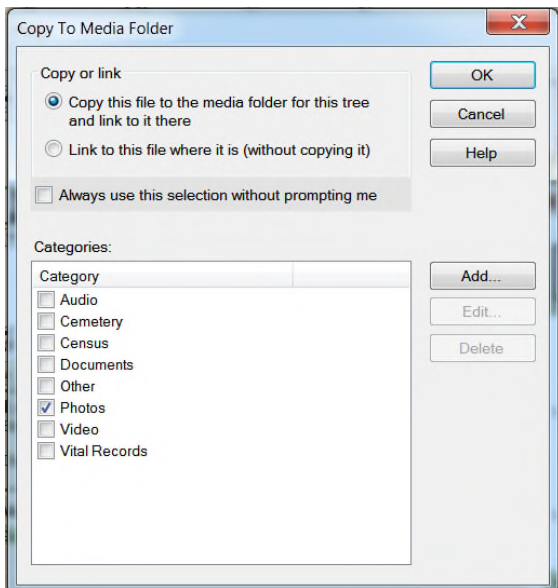 Copy To Media Folder
Copy or link
Copy this file to the media folder for this tree
and link to it there
Link to this file where it is (without copying it)
Always use this selection without prompting me
OK
Cancel
Help
Categories:
Category
Audio
Cemetery
Census
Documents
Other
Photos
Video
Vital Records
Add...
Edit...
Delete